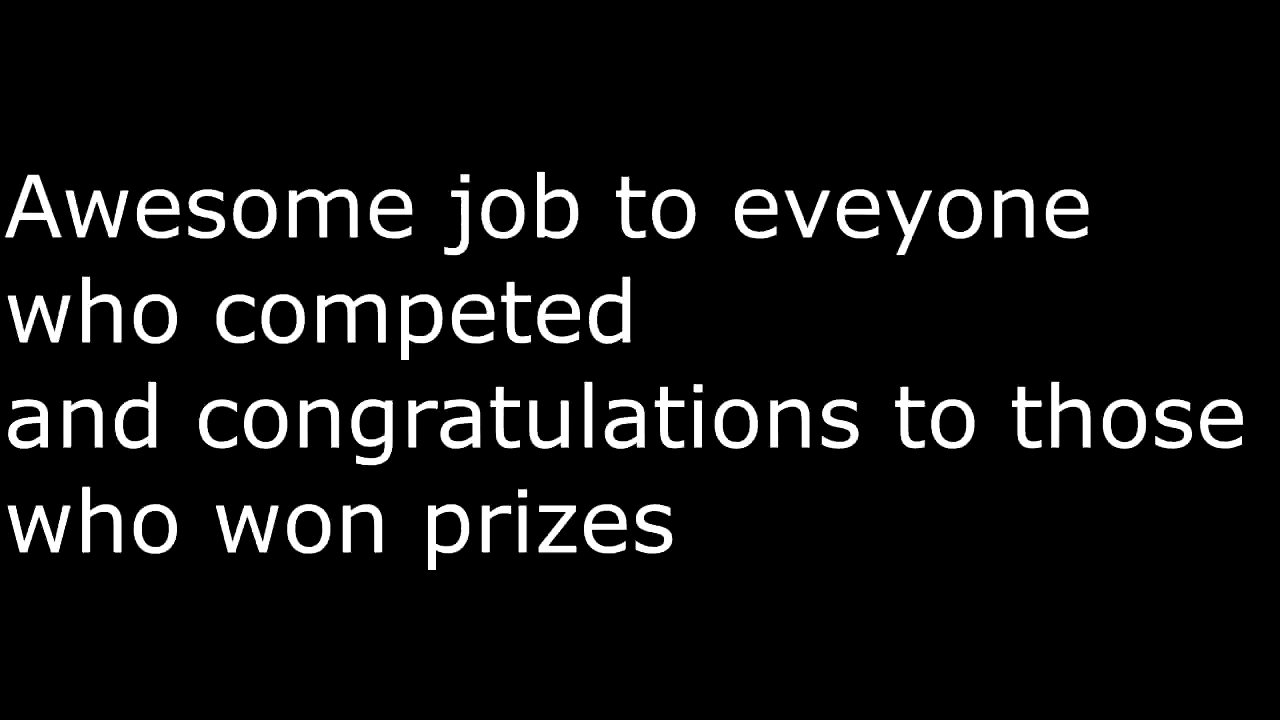 Awesome job to eveyone
who competed
and congratulations to those
who won prizes